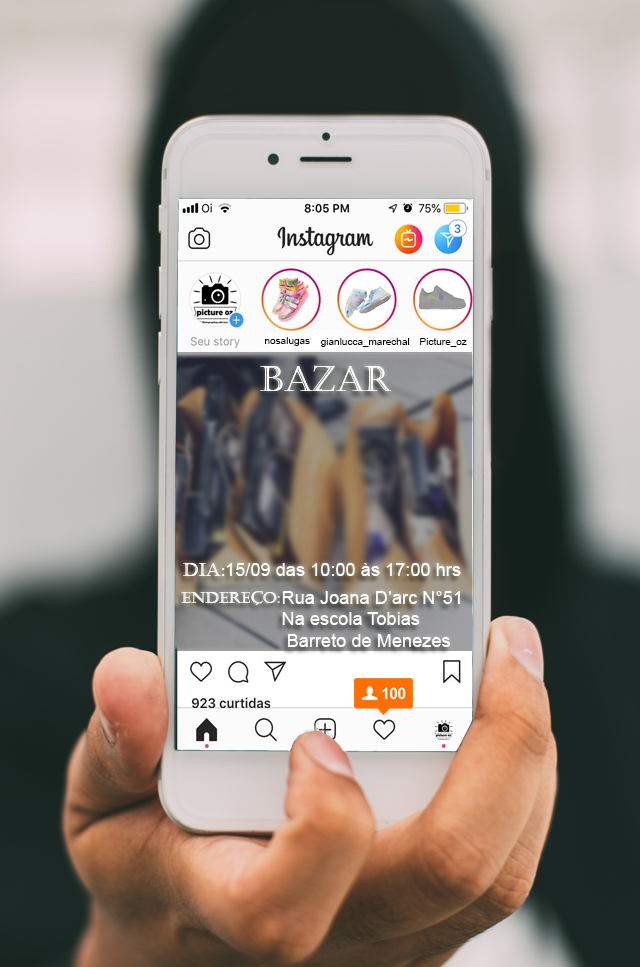 Oi 8:05 PM 75%
Instagram
3
picture oz
Seu story nosalugas gianlucca_marechal Picture_oz
BAZAR
DIA:15/09 das 10:00 às 17:00 hrs
ENDEREÇO:Rua Joana D'arc N°51
Na escola Tobias
Barreto de Menezes
923 curtidas
100